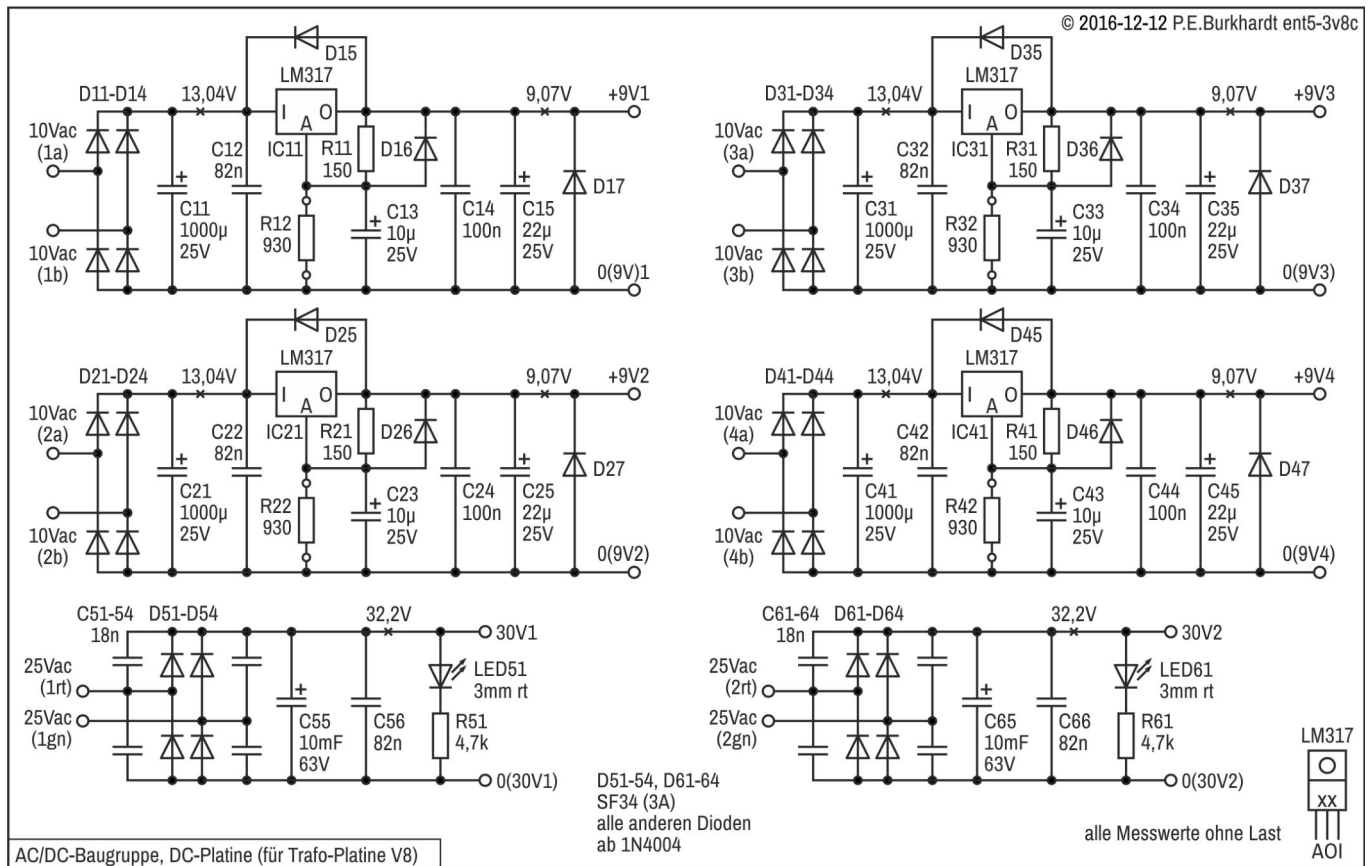 © 2016-12-12 P.E.Burkhardt ent5-3v8c
D15
LM317
D11-D14
13,04V
9,07V
+9V1
I
O
A
10Vac
(1a)
IC11
R11
150
D16
C12
82n
D17
C11
1000µ
25V
R12
930
C13
10µ
25V
C14
100n
C15
22µ
25V
10Vac
(1b)
0(9V)1
D35
LM317
D31-D34
13,04V
9,07V
+9V3
I
O
A
10Vac
(3a)
IC31
R31
150
D36
C32
82n
D37
C31
1000µ
25V
R32
930
C33
10µ
25V
C34
100n
C35
22µ
25V
10Vac
(3b)
0(9V3)
D25
LM317
D21-D24
13,04V
9,07V
+9V2
I
O
A
10Vac
(2a)
IC21
R21
150
D26
C22
82n
D27
C21
1000µ
25V
R22
930
C23
10µ
25V
C24
100n
C25
22µ
25V
10Vac
(2b)
0(9V2)
D45
LM317
D41-D44
13,04V
9,07V
+9V4
I
O
A
10Vac
(4a)
IC41
R41
150
D46
C42
82n
D47
C41
1000µ
25V
R42
930
C43
10µ
25V
C44
100n
C45
22µ
25V
10Vac
(4b)
0(9V4)
C51-54
18n
D51-D54
32,2V
30V1
25Vac
(1rt)
LED51
3mm rt
25Vac
(1gn)
C55
10mF
63V
C56
82n
R51
4,7k
0(30V1)
C61-64
18n
D61-D64
32,2V
30V2
25Vac
(2rt)
LED61
3mm rt
25Vac
(2gn)
C65
10mF
63V
C66
82n
R61
4,7k
0(30V2)
LM317
XX
AOI
D51-54, D61-64
SF34 (3A)
alle anderen Dioden
ab 1N4004
alle Messwerte ohne Last
AC/DC-Baugruppe, DC-Platine (für Trafo-Platine V8)